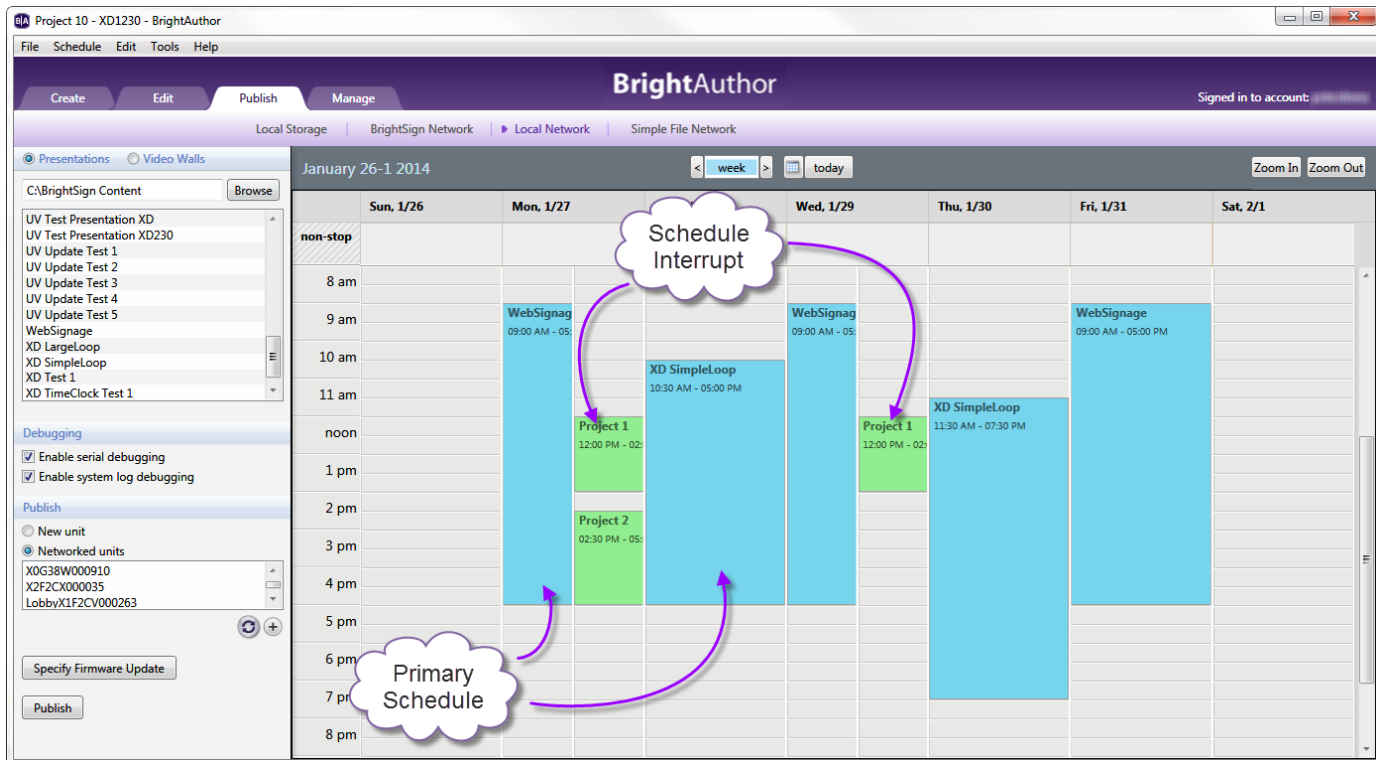 Project 10 - XD1230 - BrightAuthor
File Schedule Edit Tools Help
BrightAuthor
Create Edit Publish Manage
Signed in to account:
Local Storage BrightSign Network Local Network Simple File Network
Presentations Video Walls
C:\BrightSign Content Browse
UV Test Presentation XD
UV Test Presentation XD230
UV Update Test 1
UV Update Test 2
UV Update Test 3
UV Update Test 4
UV Update Test 5
WebSignage
XD LargeLoop
XD SimpleLoop
XD Test 1
XD TimeClock Test 1
Debugging
Enable serial debugging
Enable system log debugging
Publish
New unit
Networked units
X0G38W000910
X2F2CX000035
LobbyX1F2CV000263
Specify Firmware Update
Publish
January 26-1 2014 < week > today Zoom In Zoom Out
Sun, 1/26 Mon, 1/27 Wed, 1/29 Thu, 1/30 Fri, 1/31 Sat, 2/1
non-stop
Schedule
Interrupt
8 am
9 am
10 am
11 am
noon
1 pm
2 pm
3 pm
4 pm
5 pm
6 pm
7 pm
8 pm
WebSignag
09:00 AM - 05:
Project 1
12:00 PM - 02:
Project 2
02:30 PM - 05:
XD SimpleLoop
10:30 AM - 05:00 PM
WebSignag
09:00 AM - 05:
Project 1
12:00 PM - 02:
XD SimpleLoop
11:30 AM - 07:30 PM
WebSignage
09:00 AM - 05:00 PM
Primary
Schedule